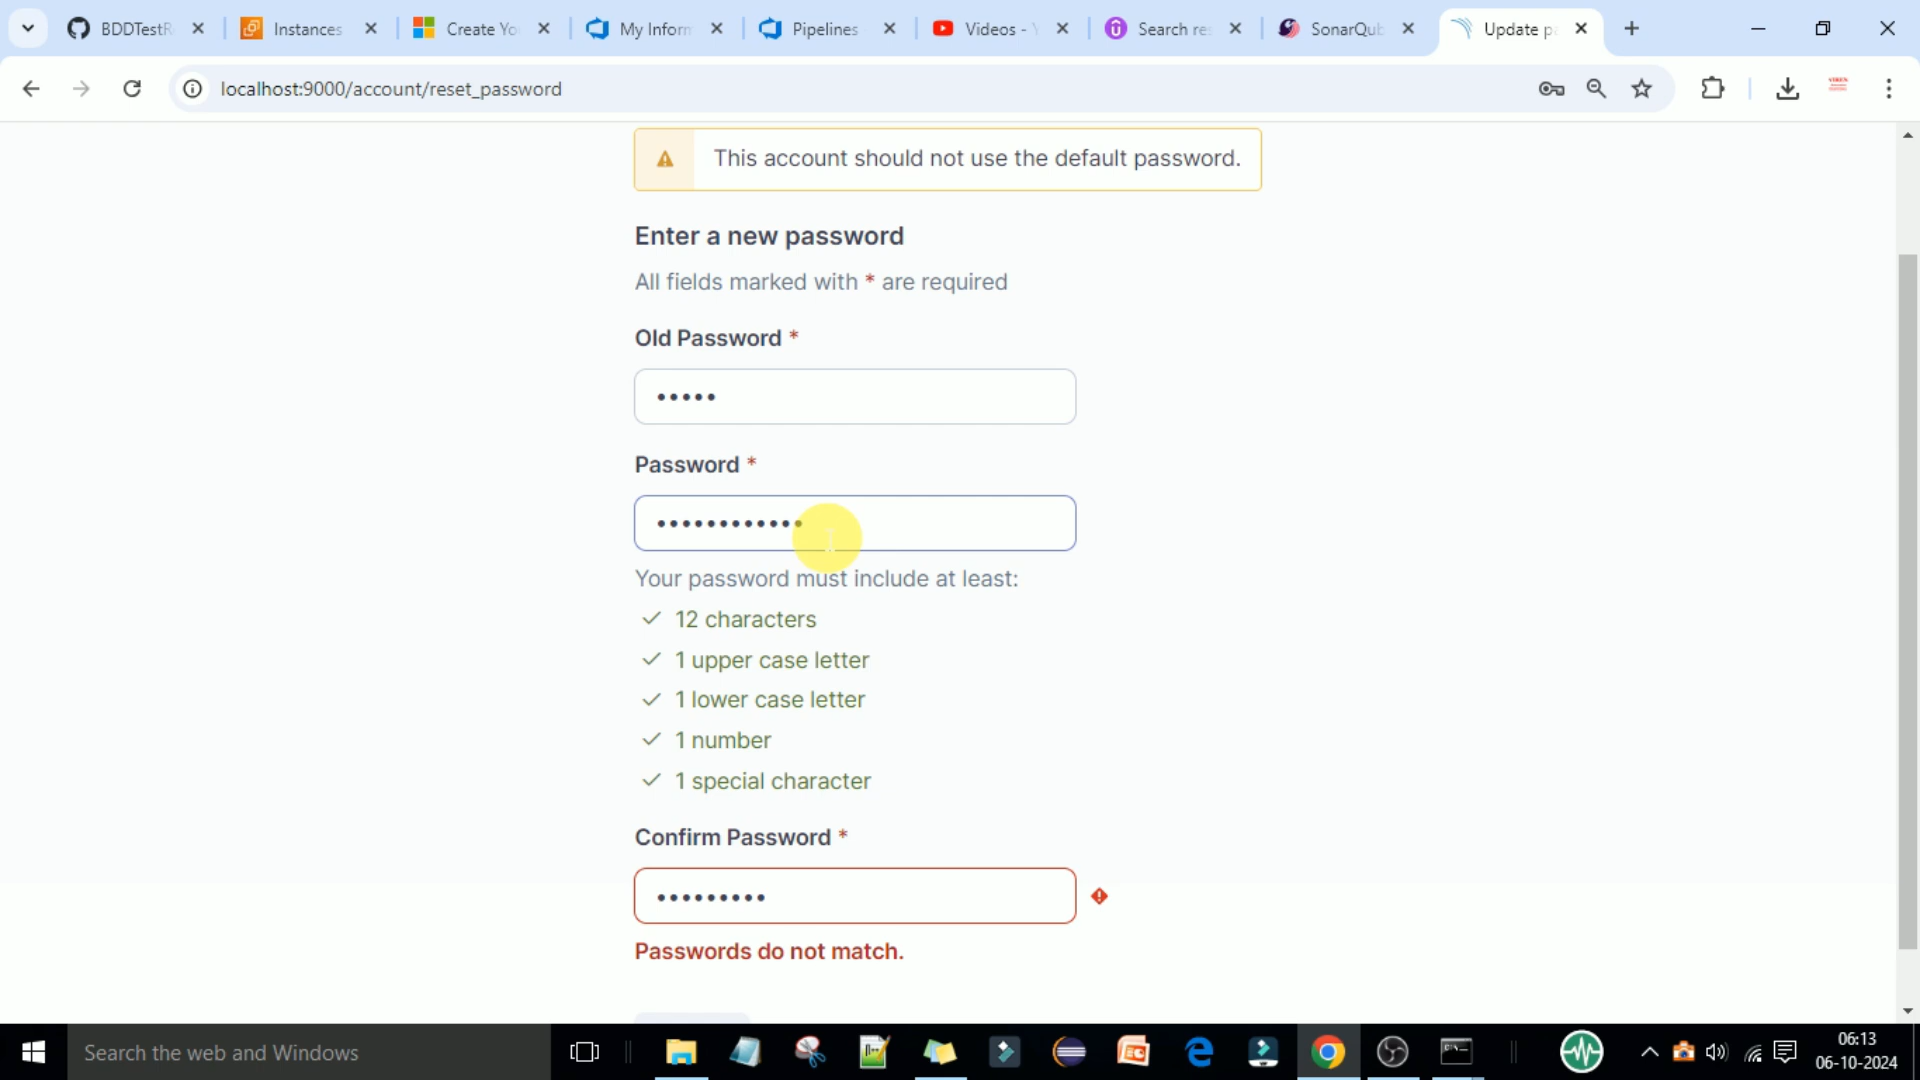 BDDTestR
Instances
Create Yo
My Inform
Pipelines
Videos - Y
Search res
SonarQub
Update pa
localhost:9000/account/reset_password
This account should not use the default password.
Enter a new password
All fields marked with * are required
Old Password *
•••••
Password *
••••••••••••
Your password must include at least:
12 characters
1 upper case letter
1 lower case letter
1 number
1 special character
Confirm Password *
•••••••••
Passwords do not match.
Search the web and Windows
06:13
06-10-2024